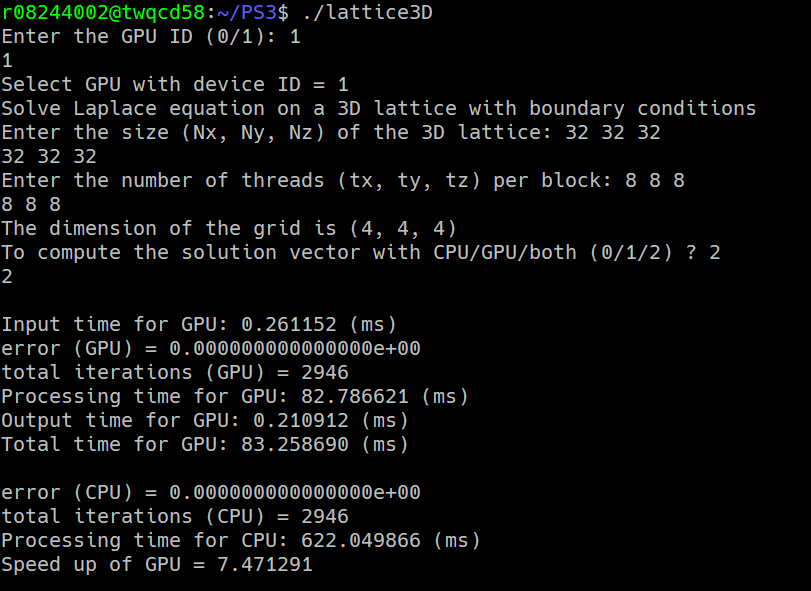 r08244002@twqcd58:~/PS3$ ./lattice3D
Enter the GPU ID (0/1): 1
1
Select GPU with device ID = 1
Solve Laplace equation on a 3D lattice with boundary conditions
Enter the size (Nx, Ny, Nz) of the 3D lattice: 32 32 32
32 32 32
Enter the number of threads (tx, ty, tz) per block: 8 8 8
8 8 8
The dimension of the grid is (4, 4, 4)
To compute the solution vector with CPU/GPU/both (0/1/2) ? 2
2
Input time for GPU: 0.261152 (ms)
error (GPU) = 0.000000000000000e+00
total iterations (GPU) = 2946
Processing time for GPU: 82.786621 (ms)
Output time for GPU: 0.210912 (ms)
Total time for GPU: 83.258690 (ms)
error (CPU) = 0.000000000000000e+00
total iterations (CPU) = 2946
Processing time for CPU: 622.049866 (ms)
Speed up of GPU = 7.471291